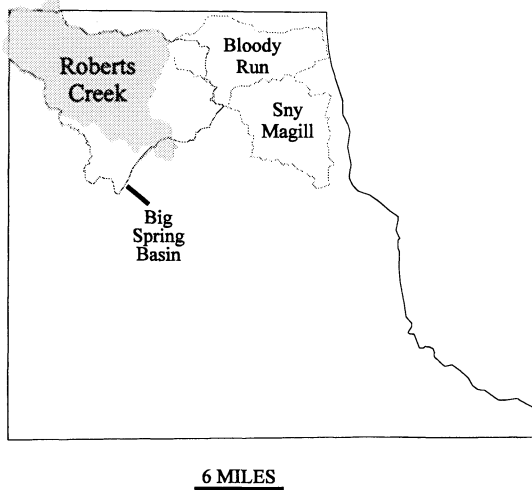 Bloody
Run
Roberts
Creek
Sny
Magill
Big
Spring
Basin
6 MILES